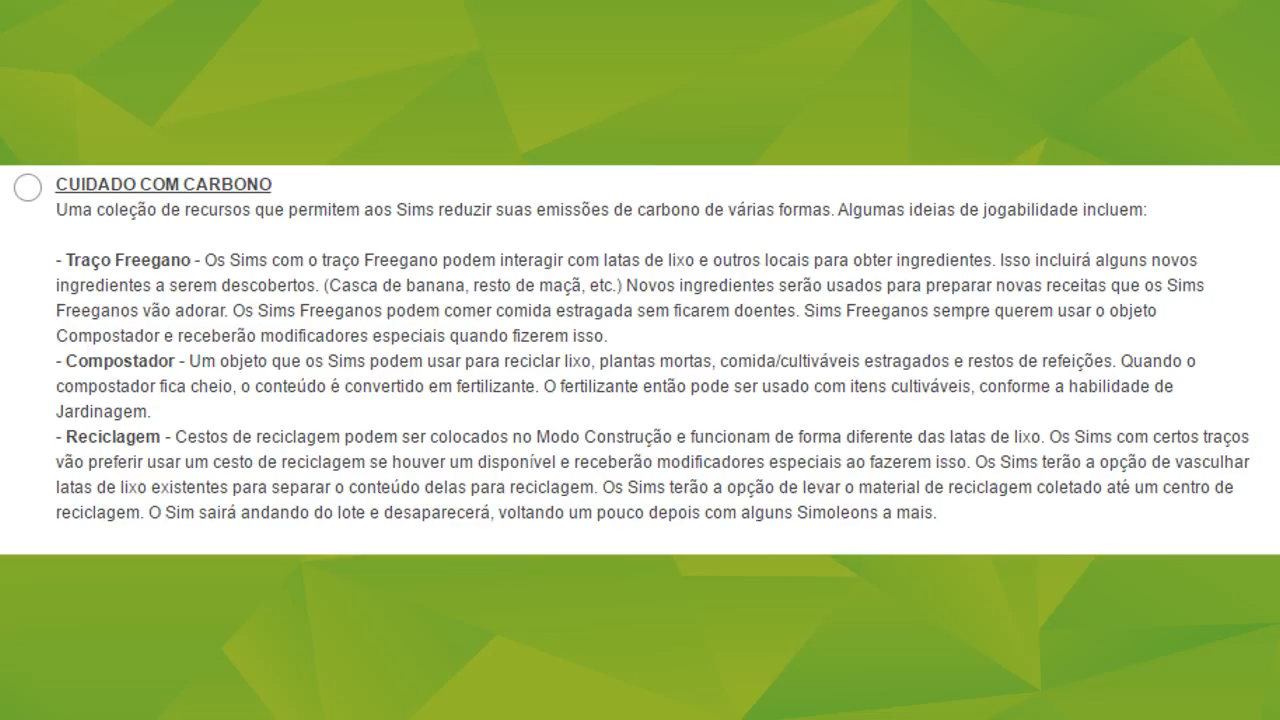 CUIDADO COM CARBONO
Uma coleção de recursos que permitem aos Sims reduzir suas emissões de carbono de várias formas. Algumas ideias de jogabilidade incluem:
- Traço Freegano - Os Sims com o traço Freegano podem interagir com latas de lixo e outros locais para obter ingredientes. Isso incluirá alguns novos
ingredientes a serem descobertos. (Casca de banana, resto de maçã, etc.) Novos ingredientes serão usados para preparar novas receitas que os Sims
Freeganos vão adorar. Os Sims Freeganos podem comer comida estragada sem ficarem doentes. Sims Freeganos sempre querem usar o objeto
Compostador e receberão modificadores especiais quando fizerem isso.
- Compostador - Um objeto que os Sims podem usar para reciclar lixo, plantas mortas, comida/cultiváveis estragados e restos de refeições. Quando o
compostador fica cheio, o conteúdo é convertido em fertilizante. O fertilizante então pode ser usado com itens cultiváveis, conforme a habilidade de
Jardinagem.
- Reciclagem - Cestos de reciclagem podem ser colocados no Modo Construção e funcionam de forma diferente das latas de lixo. Os Sims com certos traços
vão preferir usar um cesto de reciclagem se houver um disponível e receberão modificadores especiais ao fazerem isso. Os Sims terão a opção de vasculhar
latas de lixo existentes para separar o conteúdo delas para reciclagem. Os Sims terão a opção de levar o material de reciclagem coletado até um centro de
reciclagem. O Sim sairá andando do lote e desaparecerá, voltando um pouco depois com alguns Simoleons a mais.